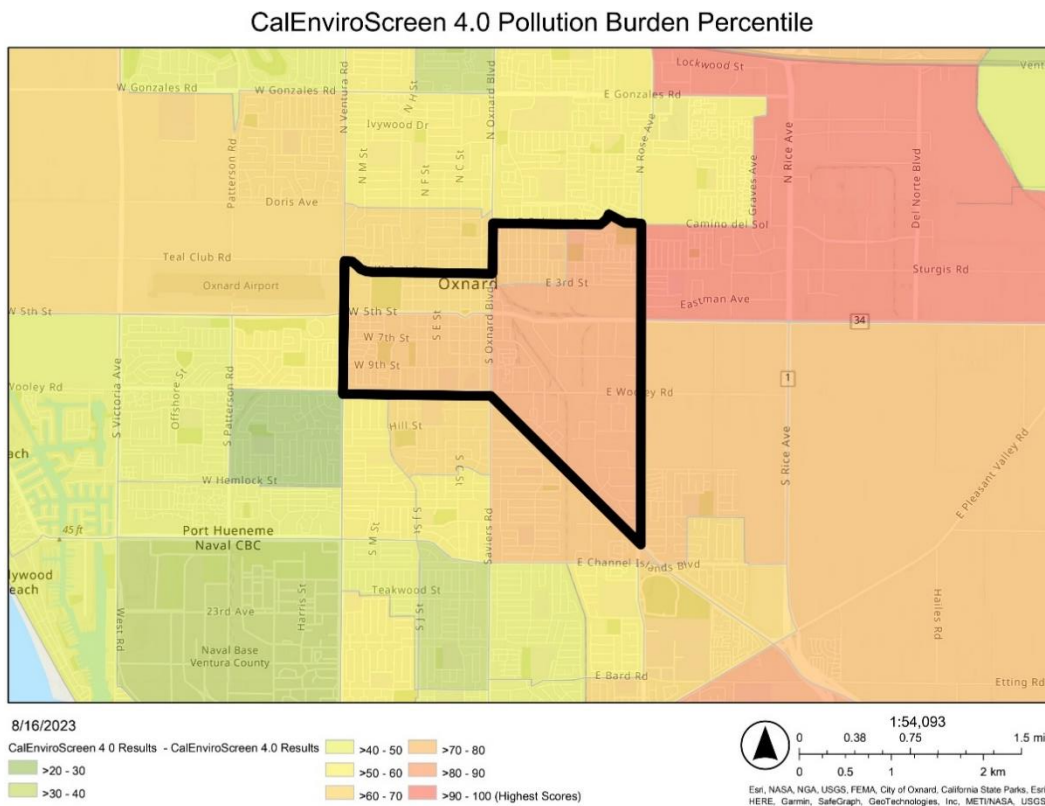 CalEnviroScreen 4.0 Pollution Burden Percentile
Lockwood St
Vent
W Gonzales Rd
W Gonzales Rd
N Ventura Rd
N H St
N Oxnard Blvd
E Gonzales Rd
Ivywood Dr
Patterson Rd
N M St
N F St
N C St
N Rose Ave
Graves Ave
N Rice Ave
Del Norte Blvd
Doris Ave
Camino del Sol
Teal Club Rd
Oxnard Airport
Oxnard
E 3rd St
Sturgis Rd
Eastman Ave
W 5th St
W 5th St
34
W 7th St
S E St
S Oxnard Blvd
W 9th St
1
Wooley Rd
S Victoria Ave
Offshore St
S Patterson Rd
E Wooley Rd
Hill St
S Rice Ave
E Pleasant Valley Rd
ach
W Hemlock St
S C St
45 ft
Port Hueneme
Naval CBC
S M St
S J St
Saviers Rd
E Channel Islands Blvd
lywood
each
Teakwood St
West Rd
23rd Ave
Harris St
S J St
Hailes Rd
Naval Base
Ventura County
E Bard Rd
Etting Rd
8/16/2023
CalEnviroScreen 4 0 Results - CalEnviroScreen 4.0 Results
>20 - 30
>30 - 40
>40 - 50
>50 - 60
>60 - 70
>70 - 80
>80 - 90
>90 - 100 (Highest Scores)
1:54,093
0 0.38 0.75 1.5 mi
0 0.5 1 2 km
Esri, NASA, NGA, USGS, FEMA, City of Oxnard, California State Parks, Esri
HERE, Garmin, SafeGraph, GeoTechnologies, Inc, METI/NASA, USGS